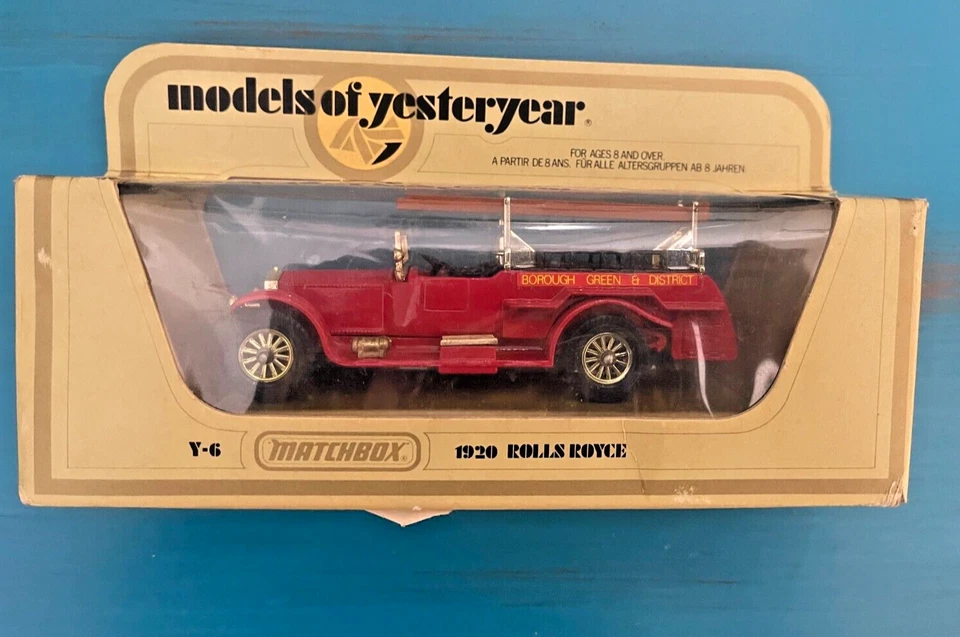 models of yesteryear®
FOR AGES 8 AND OVER.
A PARTIR DE 8 ANS. FÜR ALLE ALTERSGRUPPEN AB 8 JAHREN.
BOROUGH GREEN & DISTRICT
Y-6 MATCHBOX® 1920 ROLLS ROYCE